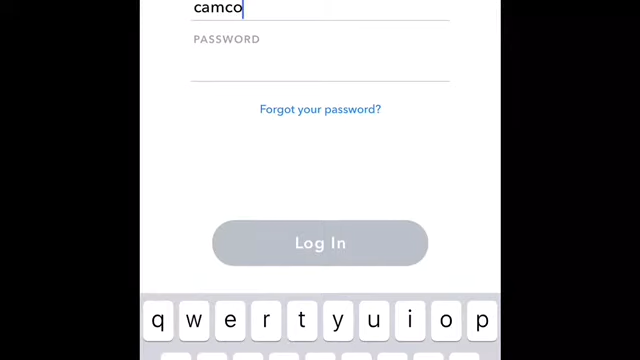 camco
PASSWORD
Forgot your password?
Log In
q w e r t y u i o p